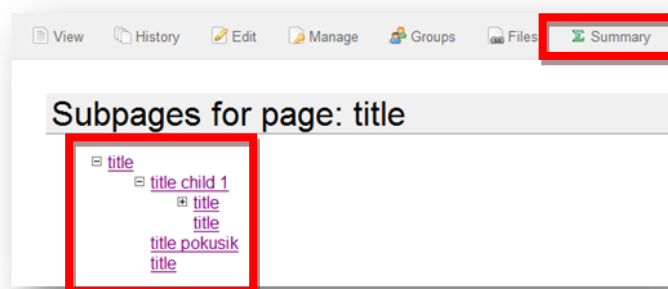 View History Edit Manage Groups Files Summary
Subpages for page: title
title
title child 1
title
title
title pokusik
title